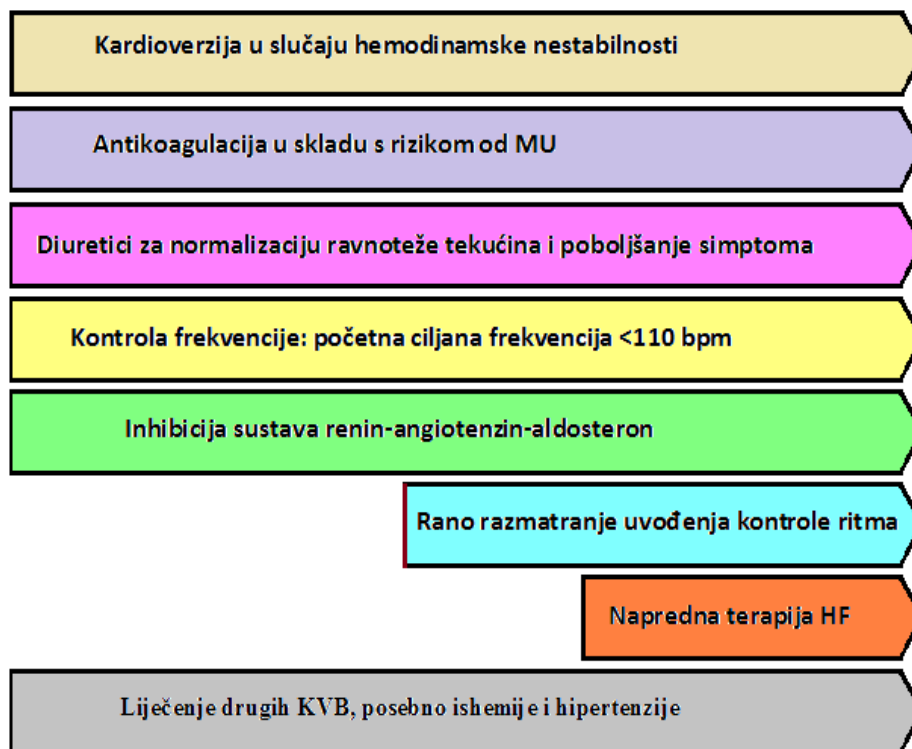 Kardioverzija u slučaju hemodinamske nestabilnosti
Antikoagulacija u skladu s rizikom od MU
Diuretici za normalizaciju ravnoteže tekućina i poboljšanje simptoma
Kontrola frekvencije: početna ciljana frekvencija <110 bpm
Inhibicija sustava renin-angiotenzin-aldosteron
Rano razmatranje uvođenja kontrole ritma
Napredna terapija HF
Liječenje drugih KVB, posebno ishemije i hipertenzije